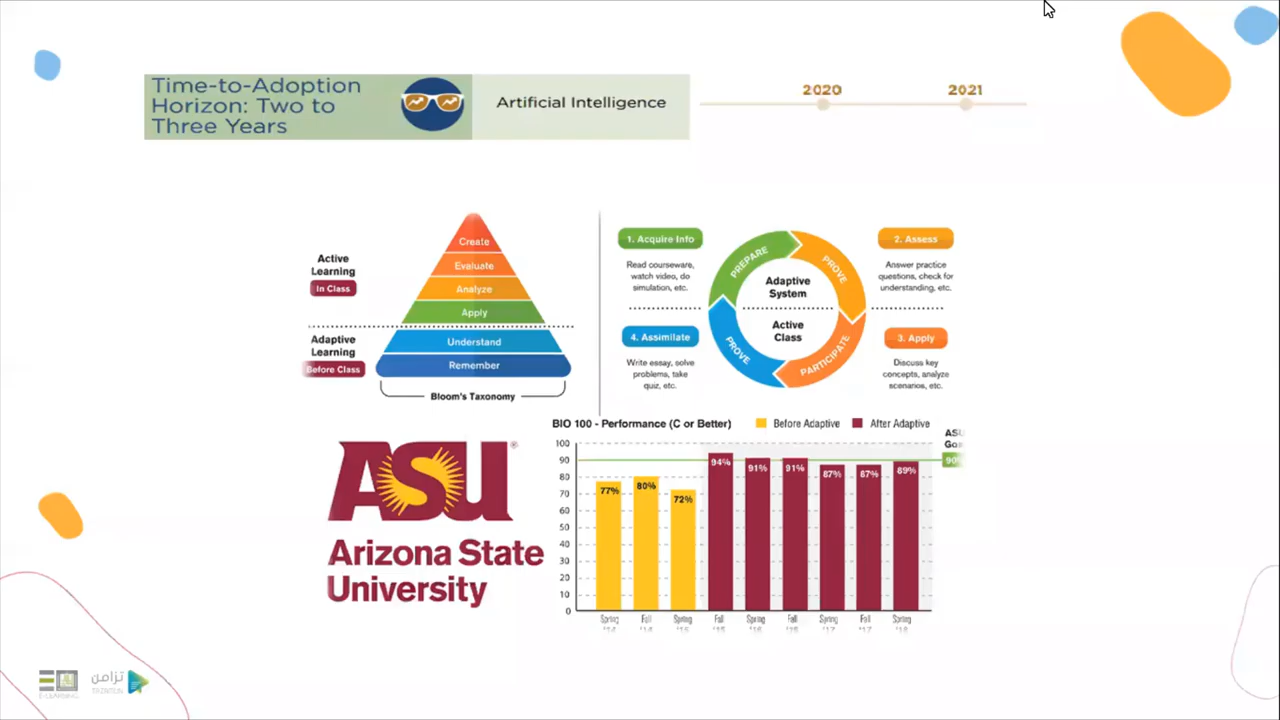 Time-to-Adoption
Horizon: Two to
Three Years
Artificial Intelligence
2020
2021
Active
Learning
In Class
Adaptive
Learning
Before Class
Create
Evaluate
Analyze
Apply
Understand
Remember
Bloom's Taxonomy
1. Acquire Info
Read courseware,
watch video, do
simulation, etc.
4. Assimilate
Write essay, solve
problems, take
quiz, etc.
PREPARE
PROVE
PARTICIPATE
PROVE
Adaptive
System
Active
Class
2. Assess
Answer practice
questions, check for
understanding, etc.
3. Apply
Discuss key
concepts, analyze
scenarios, etc.
ASU
Arizona State
University
BIO 100 - Performance (C or Better)
Before Adaptive
After Adaptive
ASU
90%
100
90
80
70
60
50
40
30
20
10
0
77%
80%
72%
94%
91%
91%
87%
87%
89%
Spring
Fall
Spring
Fall
Spring
Fall
Spring
Fall
Spring
تزامن
E-LEARNING